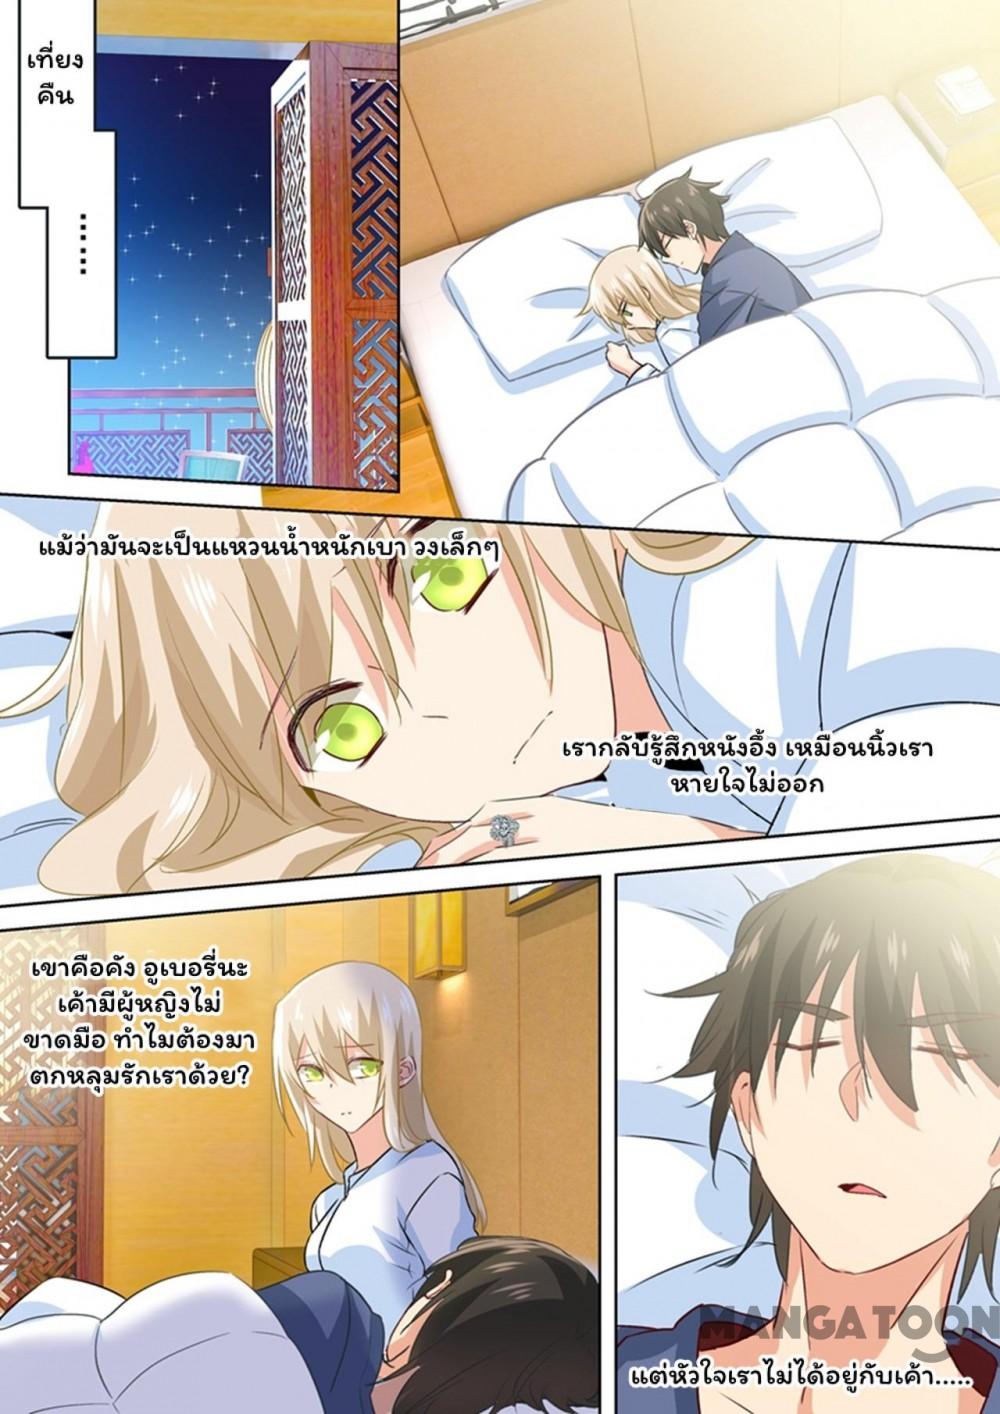 เที่ยง
คืน
......
แม้ว่ามันจะเป็นแหวนน้ำหนักเบา วงเล็กๆ
เรากลับรู้สึกหนังอึ้ง เหมือนนิ้วเรา
หายใจไม่ออก
เขาคือคัง อูเบอรี่นะ
เค้ามีผู้หญิงไม่
ขาดมือ ทำไมต้องมา
ตกหลุมรักเราด้วย?
MANGATOON
แต่หัวใจเราไม่ได้อยู่กับเค้า.....